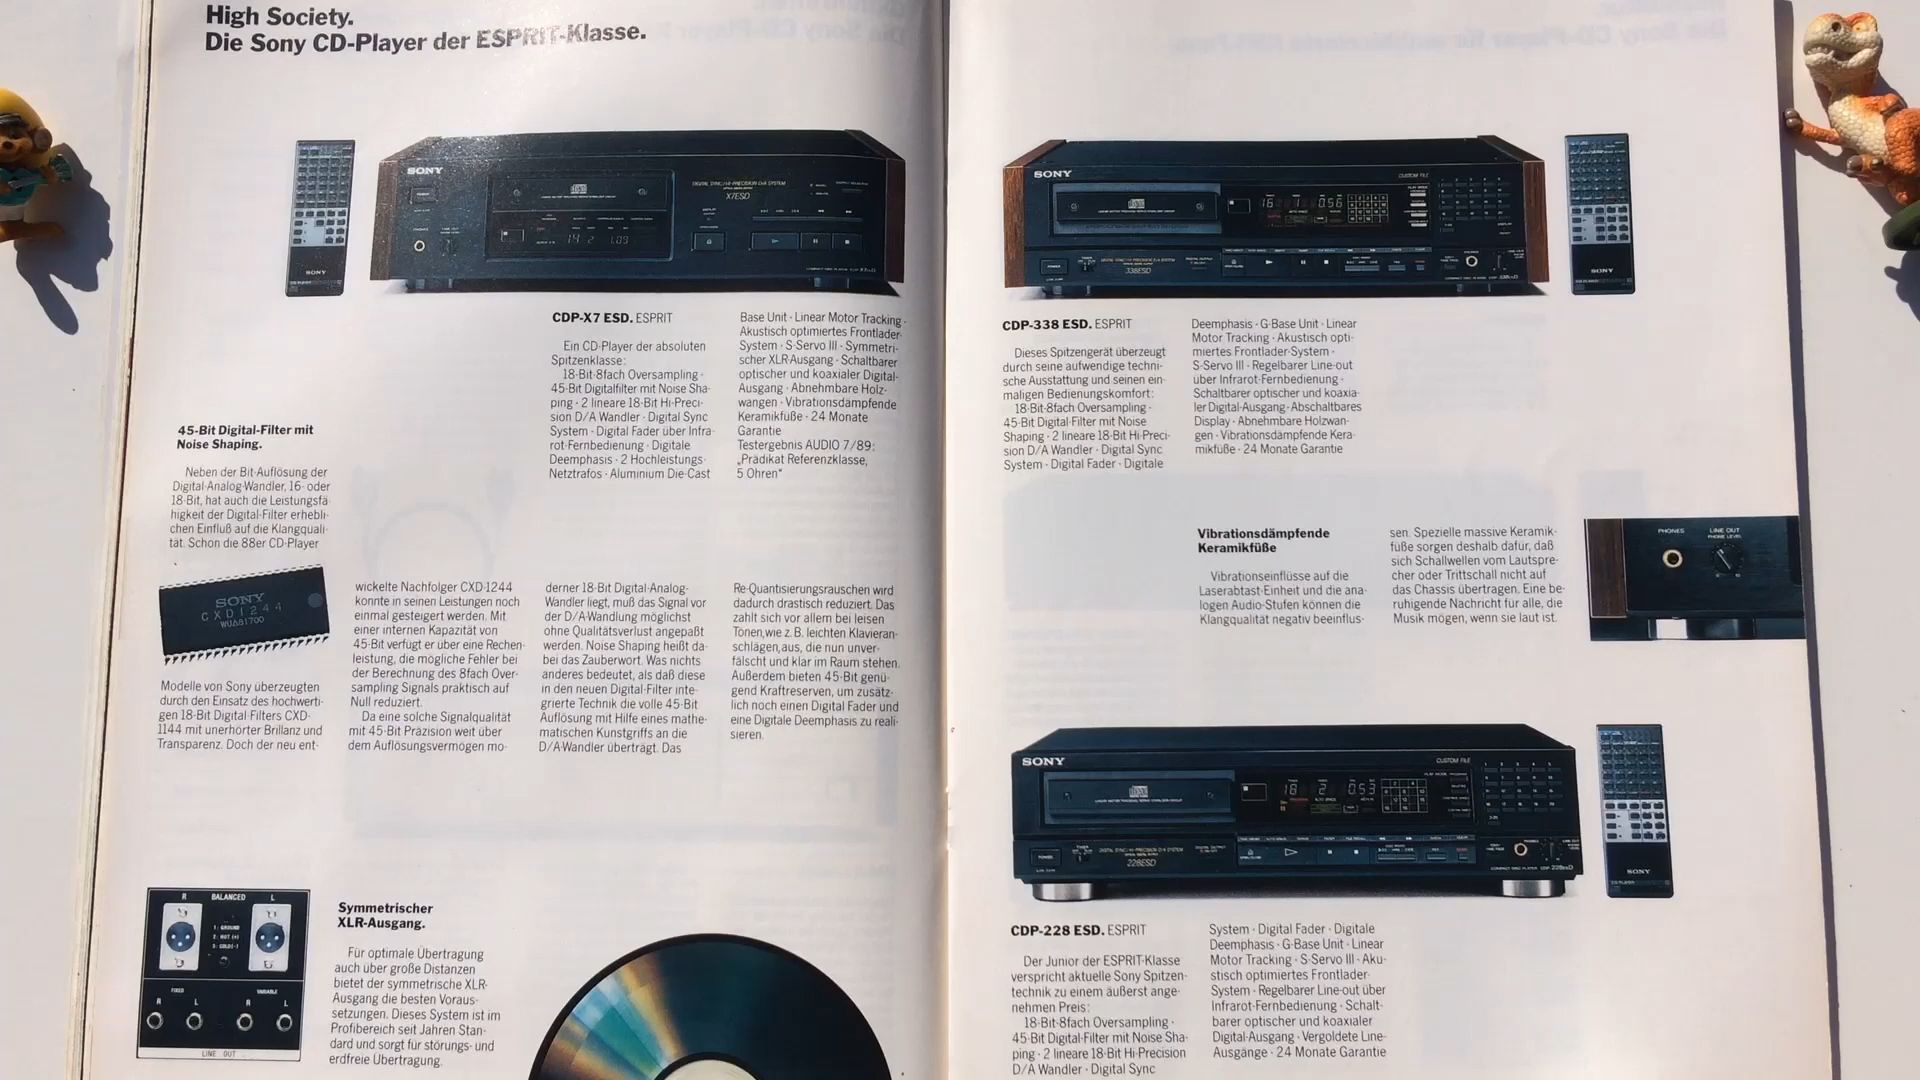 High Society.
Die Sony CD-Player der ESPRIT-Klasse.
SONY
X7ESD
SONY
CDP-X7 ESD. ESPRIT
Ein CD-Player der absoluten
Spitzenklasse:
18-Bit-8fach Oversampling ·
45-Bit Digitalfilter mit Noise Sha-
ping · 2 lineare 18-Bit Hi-Preci-
sion D/A Wandler · Digital Sync
System · Digital Fader über Infra-
rot-Fernbedienung · Digitale
Deemphasis · 2 Hochleistungs-
Netztrafos · Aluminium Die-Cast
Base Unit · Linear Motor Tracking ·
Akustisch optimiertes Frontlader-
System · S-Servo III · Symmetri-
scher XLR-Ausgang · Schaltbarer
optischer und koaxialer Digital-
Ausgang · Abnehmbare Holz-
wangen · Vibrationsdämpfende
Keramikfüße · 24 Monate
Garantie
Testergebnis AUDIO 7/89:
„Prädikat Referenzklasse,
5 Ohren“
45-Bit Digital-Filter mit
Noise Shaping.
Neben der Bit-Auflösung der
Digital-Analog-Wandler, 16- oder
18-Bit, hat auch die Leistungsfä-
higkeit der Digital-Filter erhebli-
chen Einfluß auf die Klangquali-
tät. Schon die 88er CD-Player
SONY
CXD1244
Modelle von Sony überzeugten
durch den Einsatz des hochwerti-
gen 18-Bit Digital-Filters CXD-
1144 mit unerhörter Brillanz und
Transparenz. Doch der neu ent-
wickelte Nachfolger CXD-1244
konnte in seinen Leistungen noch
einmal gesteigert werden. Mit
einer internen Kapazität von
45-Bit verfügt er über eine Rechen-
leistung, die mögliche Fehler bei
der Berechnung des 8fach Over-
sampling Signals praktisch auf
Null reduziert.
Da eine solche Signalqualität
mit 45-Bit Präzision weit über
dem Auflösungsvermögen mo-
derner 18-Bit Digital-Analog-
Wandler liegt, muß das Signal vor
der D/A-Wandlung möglichst
ohne Qualitätsverlust angepaßt
werden. Noise Shaping heißt da-
bei das Zauberwort. Was nichts
anderes bedeutet, als daß diese
in den neuen Digital-Filter inte-
grierte Technik die volle 45-Bit
Auflösung mit Hilfe eines mathe-
matischen Kunstgriffs an die
D/A-Wandler überträgt. Das
Re-Quantisierungsrauschen wird
dadurch drastisch reduziert. Das
zahlt sich vor allem bei leisen
Tönen, wie z. B. leichten Klavieran-
schlägen, aus, die nun unver-
fälscht und klar im Raum stehen.
Außerdem bieten 45-Bit genü-
gend Kraftreserven, um zusätz-
lich noch einen Digital Fader und
eine Digitale Deemphasis zu reali-
sieren.
R BALANCED L
FIXED VARIABLE
R L R L
LINE OUT
Symmetrischer
XLR-Ausgang.
Für optimale Übertragung
auch über große Distanzen
bietet der symmetrische XLR-
Ausgang die besten Voraus-
setzungen. Dieses System ist im
Profibereich seit Jahren Stan-
dard und sorgt für störungs- und
erdfreie Übertragung.
SONY
CUSTOM FILE
338ESD
SONY
CDP-338 ESD. ESPRIT
Dieses Spitzengerät überzeugt
durch seine aufwendige techni-
sche Ausstattung und seinen ein-
maligen Bedienungskomfort:
18-Bit-8fach Oversampling ·
45-Bit Digital-Filter mit Noise
Shaping · 2 lineare 18-Bit Hi-Preci-
sion D/A Wandler · Digital Sync
System · Digital Fader · Digitale
Deemphasis · G-Base Unit · Linear
Motor Tracking · Akustisch opti-
miertes Frontlader-System ·
S-Servo III · Regelbarer Line-out
über Infrarot-Fernbedienung ·
Schaltbarer optischer und koaxia-
ler Digital-Ausgang · Abschaltbares
Display · Abnehmbare Holzwan-
gen · Vibrationsdämpfende Kera-
mikfüße · 24 Monate Garantie
Vibrationsdämpfende
Keramikfüße
Vibrationseinflüsse auf die
Laserabtast-Einheit und die ana-
logen Audio-Stufen können die
Klangqualität negativ beeinflus-
sen. Spezielle massive Keramik-
füße sorgen deshalb dafür, daß
sich Schallwellen vom Lautspre-
cher oder Trittschall nicht auf
das Chassis übertragen. Eine be-
ruhigende Nachricht für alle, die
Musik mögen, wenn sie laut ist.
PHONES LINE OUT
PHONE LEVEL
SONY
CUSTOM FILE
228ESD
SONY
CDP-228 ESD. ESPRIT
Der Junior der ESPRIT-Klasse
verspricht aktuelle Sony Spitzen-
technik zu einem äußerst ange-
nehmen Preis:
18-Bit-8fach Oversampling ·
45-Bit Digital-Filter mit Noise Sha-
ping · 2 lineare 18-Bit Hi-Precision
D/A Wandler · Digital Sync
System · Digital Fader · Digitale
Deemphasis · G-Base Unit · Linear
Motor Tracking · S-Servo III · Aku-
stisch optimiertes Frontlader-
System · Regelbarer Line-out über
Infrarot-Fernbedienung · Schalt-
barer optischer und koaxialer
Digital-Ausgang · Vergoldete Line-
Ausgänge · 24 Monate Garantie